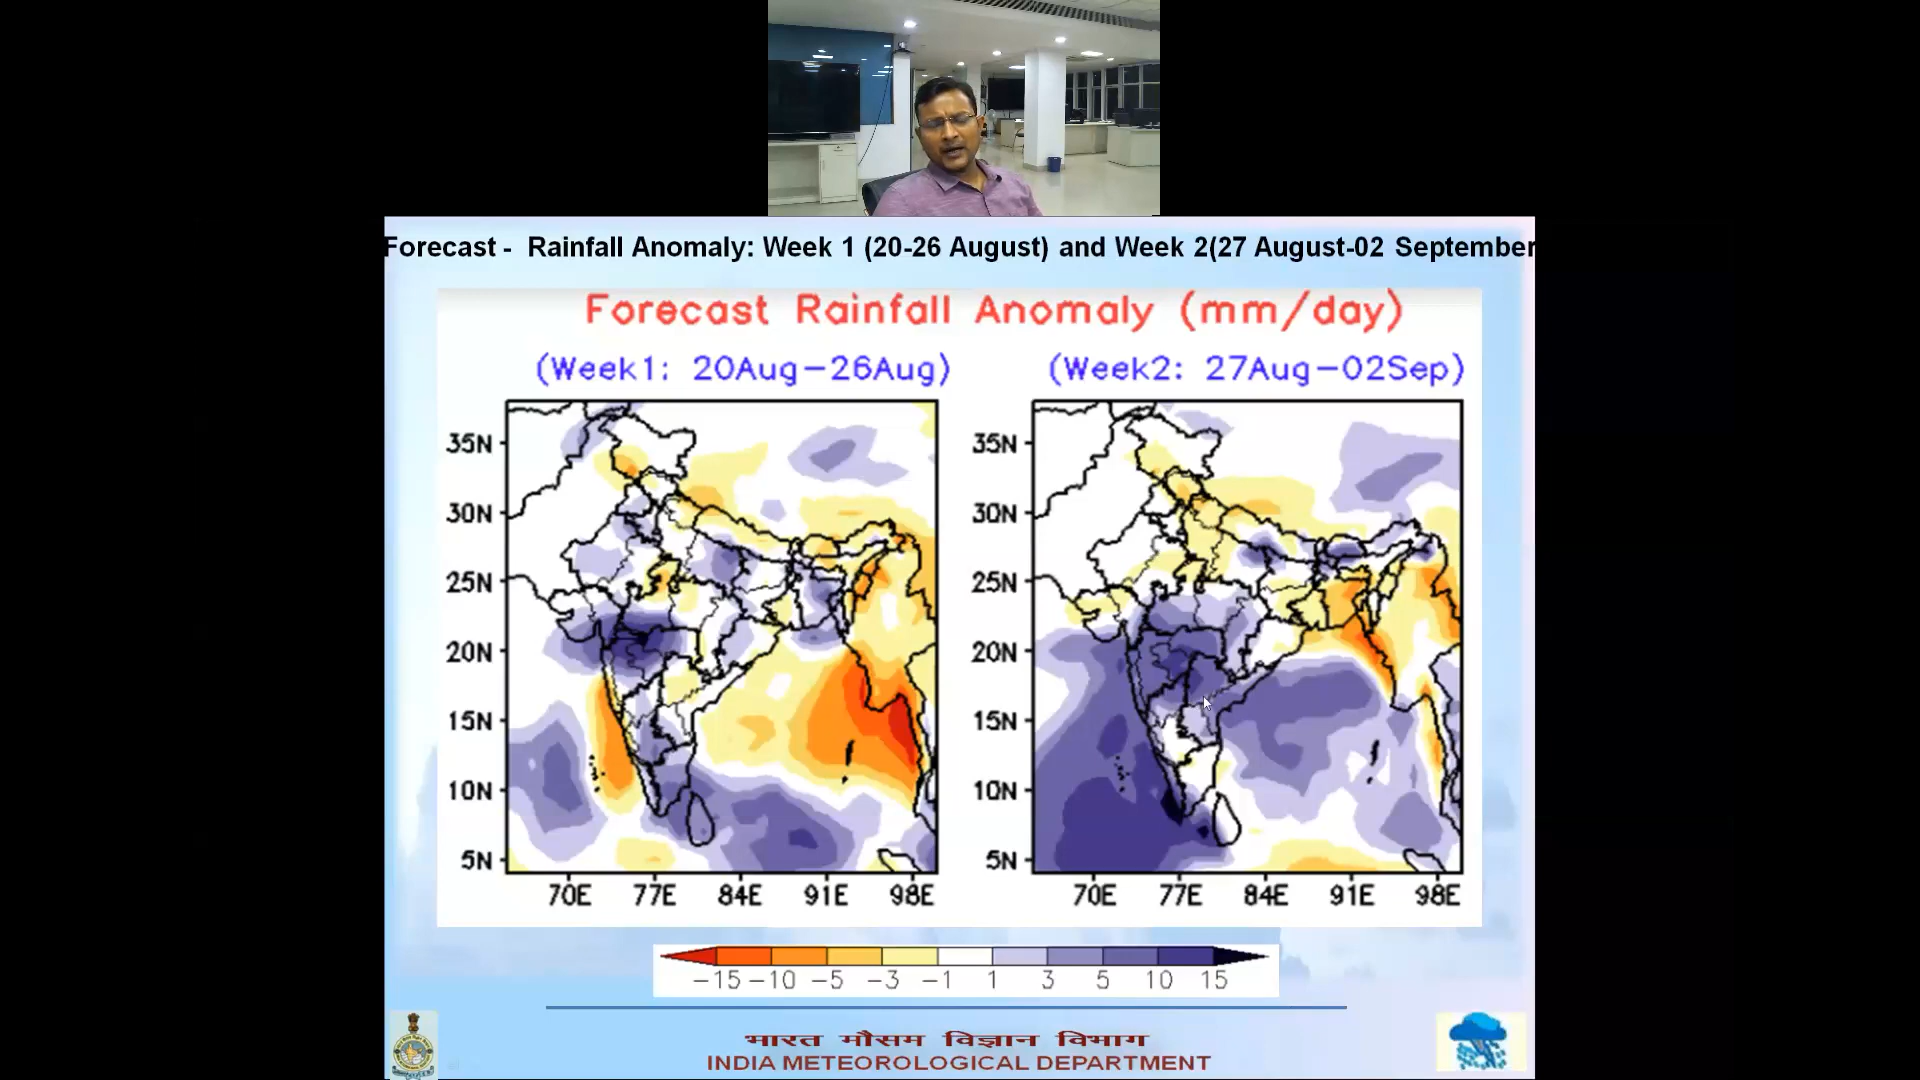 Forecast - Rainfall Anomaly: Week 1 (20-26 August) and Week 2(27 August-02 September
Forecast Rainfall Anomaly (mm/day)
(Week1: 20Aug-26Aug)
(Week2: 27Aug-02Sep)
35N
30N
25N
20N
15N
10N
5N
70E 77E 84E 91E 98E
35N
30N
25N
20N
15N
10N
5N
70E 77E 84E 91E 98E
-15 -10 -5 -3 -1 1 3 5 10 15
भारत मौसम विज्ञान विभाग
INDIA METEOROLOGICAL DEPARTMENT